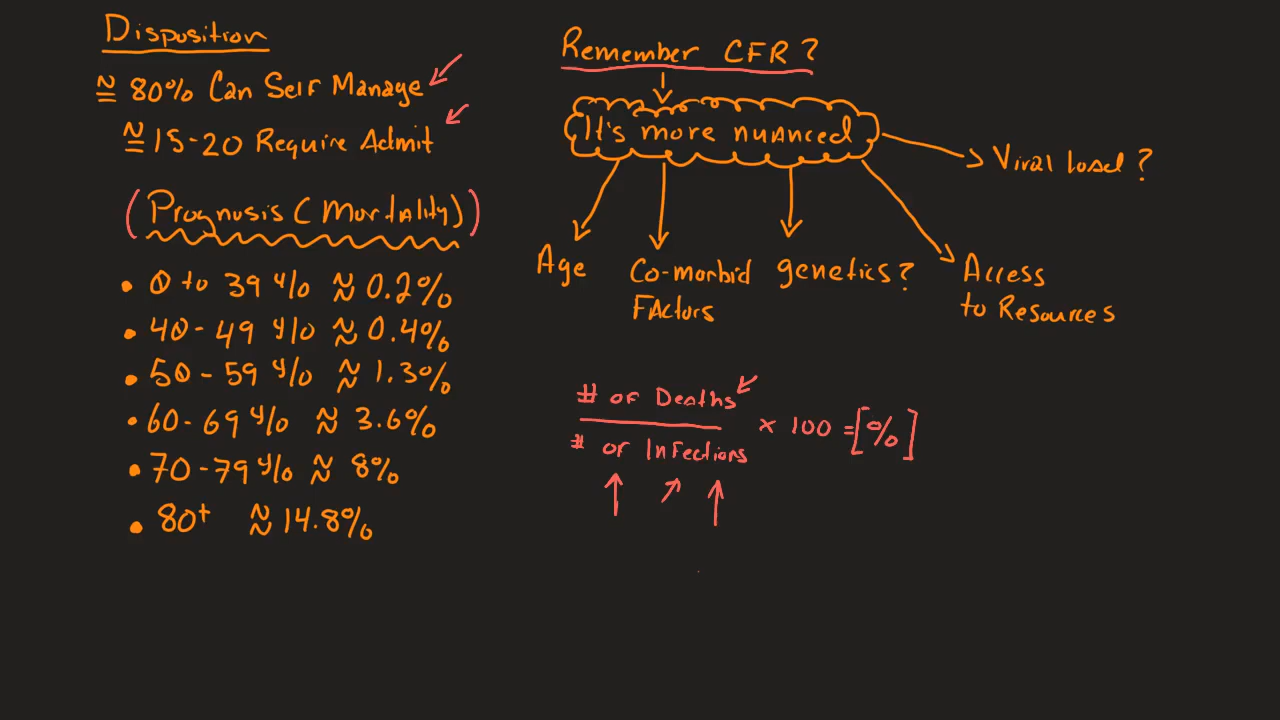 Disposition
≅ 80% Can Self Manage
≅ 15-20 Require Admit
(Prognosis (Mortality))
• 0 to 39 y/o ≈ 0.2%
• 40-49 y/o ≈ 0.4%
• 50-59 y/o ≈ 1.3%
• 60-69 y/o ≈ 3.6%
• 70-79 y/o ≈ 8%
• 80+ ≈ 14.8%
Remember CFR?
It's more nuanced
Viral load?
Age
Co-morbid
Factors
genetics?
Access
to Resources
# of Deaths
# of Infections
× 100 = [%]